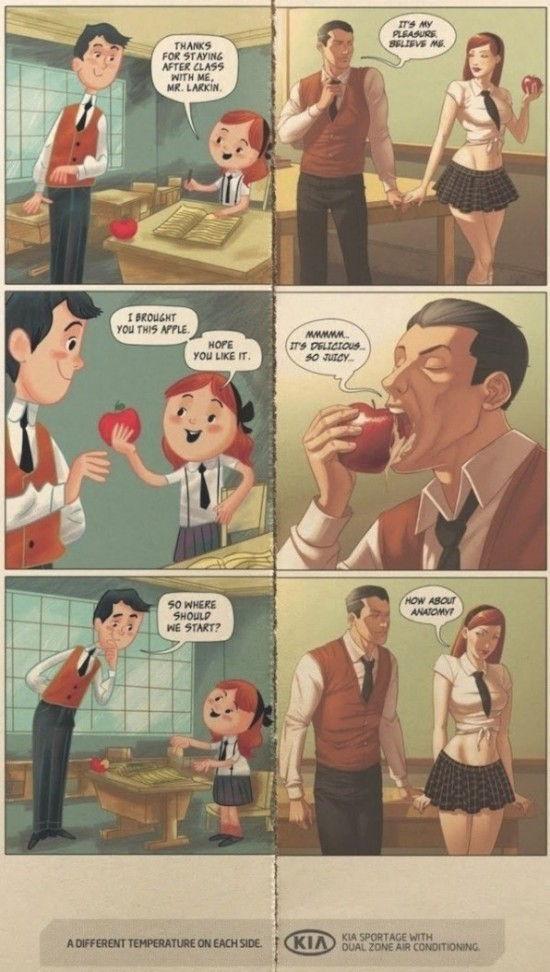 THANKS
FOR STAYING
AFTER CLASS
WITH ME,
MR. LARKIN.
IT'S MY
PLEASURE.
BELIEVE ME.
I BROUGHT
YOU THIS APPLE.
HOPE
YOU LIKE IT.
MMMMM...
IT'S DELICIOUS...
SO JUICY...
SO WHERE
SHOULD
WE START?
HOW ABOUT
ANATOMY?
A DIFFERENT TEMPERATURE ON EACH SIDE.
KIA
KIA SPORTAGE WITH
DUAL ZONE AIR CONDITIONING.